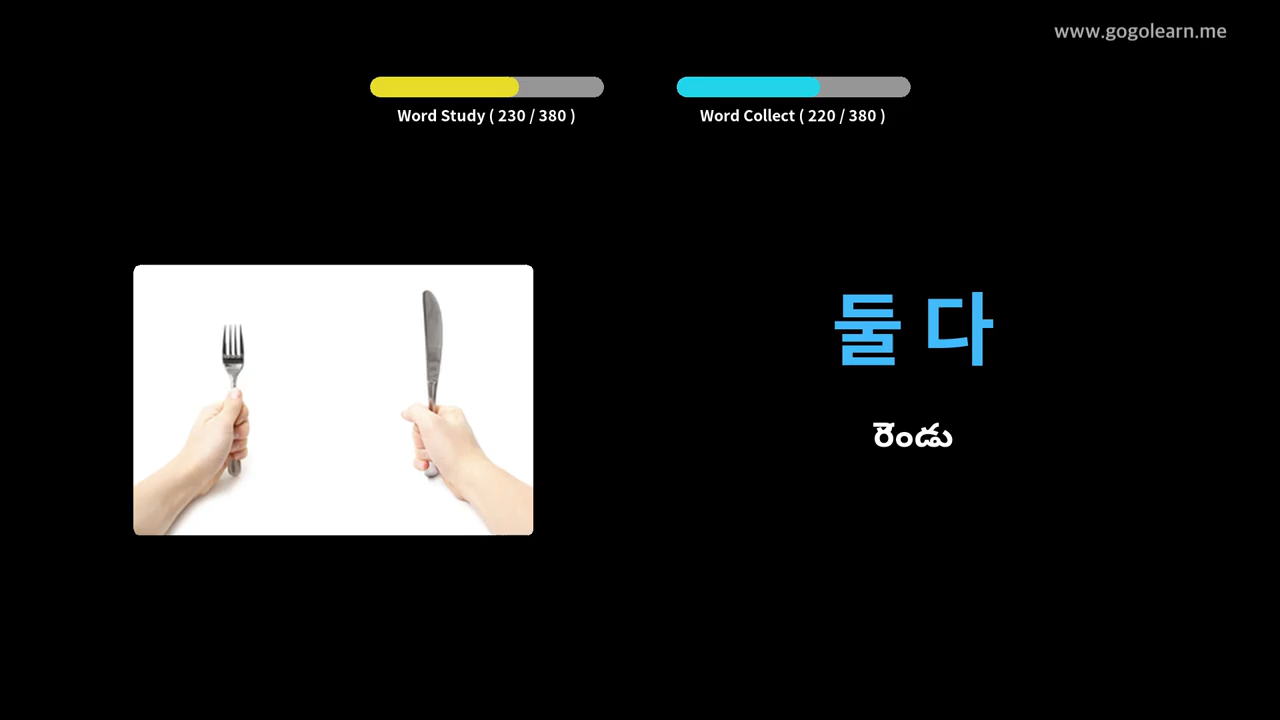 www.gogolearn.me
Word Study ( 230 / 380 )
Word Collect ( 220 / 380 )
둘 다
రెండు